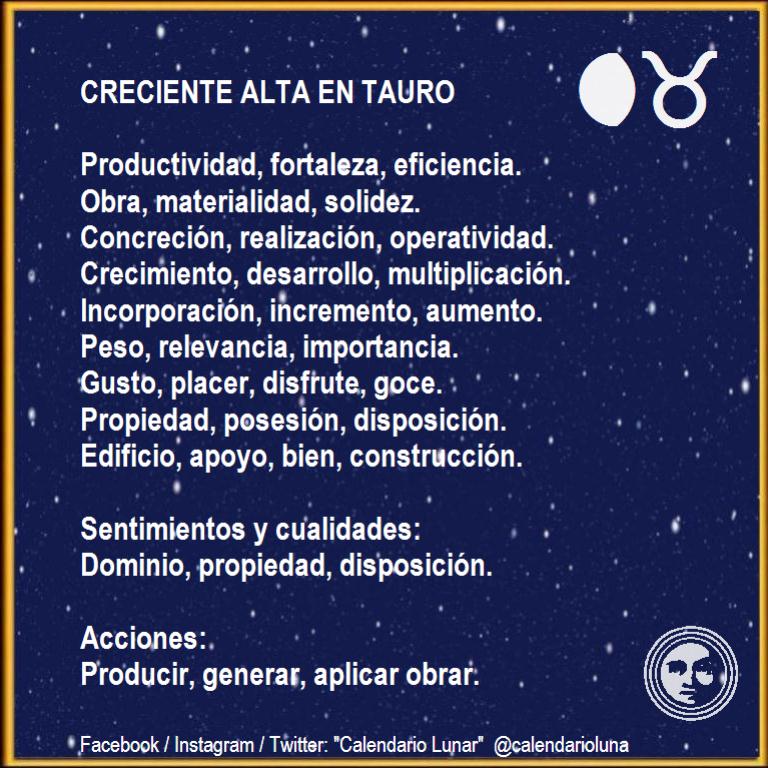 CRECIENTE ALTA EN TAURO
Productividad, fortaleza, eficiencia.
Obra, materialidad, solidez.
Concreción, realización, operatividad.
Crecimiento, desarrollo, multiplicación.
Incorporación, incremento, aumento.
Peso, relevancia, importancia.
Gusto, placer, disfrute, goce.
Propiedad, posesión, disposición.
Edificio, apoyo, bien, construcción.
Sentimientos y cualidades:
Dominio, propiedad, disposición.
Acciones:
Producir, generar, aplicar obrar.
Facebook / Instagram / Twitter: "Calendario Lunar" @calendarioluna